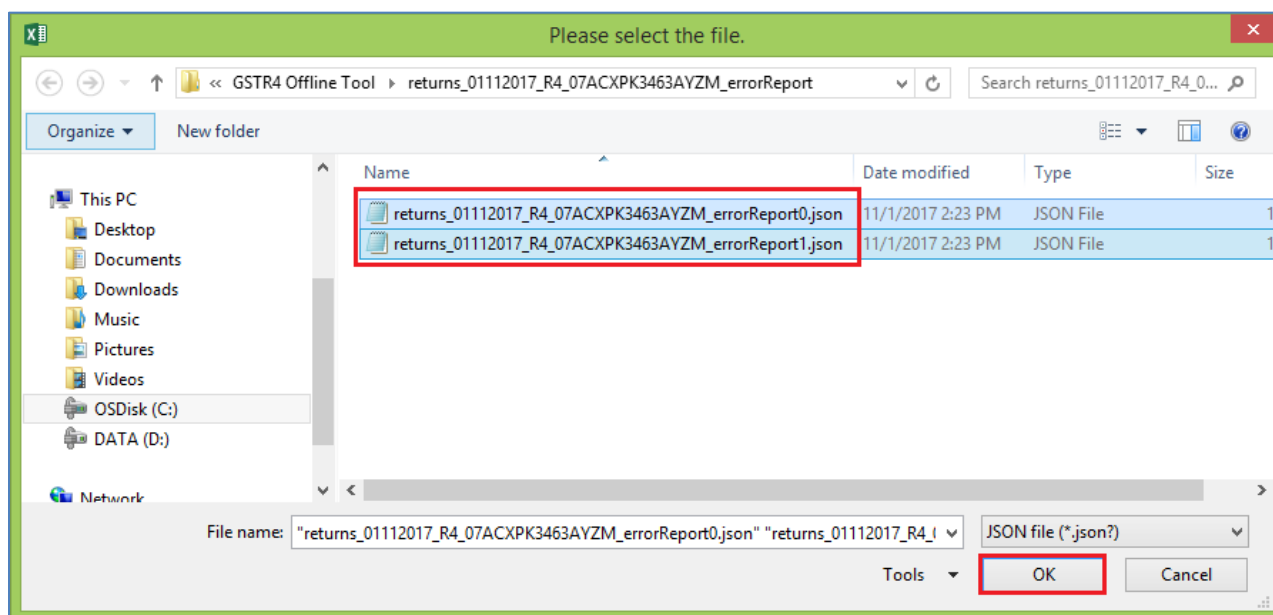 Please select the file.
« GSTR4 Offline Tool returns_01112017_R4_07ACXPK3463AYZM_errorReport Search returns_01112017_R4_0...
Organize New folder
Name Date modified Type Size
This PC
Desktop
Documents
Downloads
Music
Pictures
Videos
OSDisk (C:)
DATA (D:)
Network
returns_01112017_R4_07ACXPK3463AYZM_errorReport0.json 11/1/2017 2:23 PM JSON File 1
returns_01112017_R4_07ACXPK3463AYZM_errorReport1.json 11/1/2017 2:23 PM JSON File 1
File name: "returns_01112017_R4_07ACXPK3463AYZM_errorReport0.json" "returns_01112017_R4_( JSON file (*.json?)
Tools OK Cancel